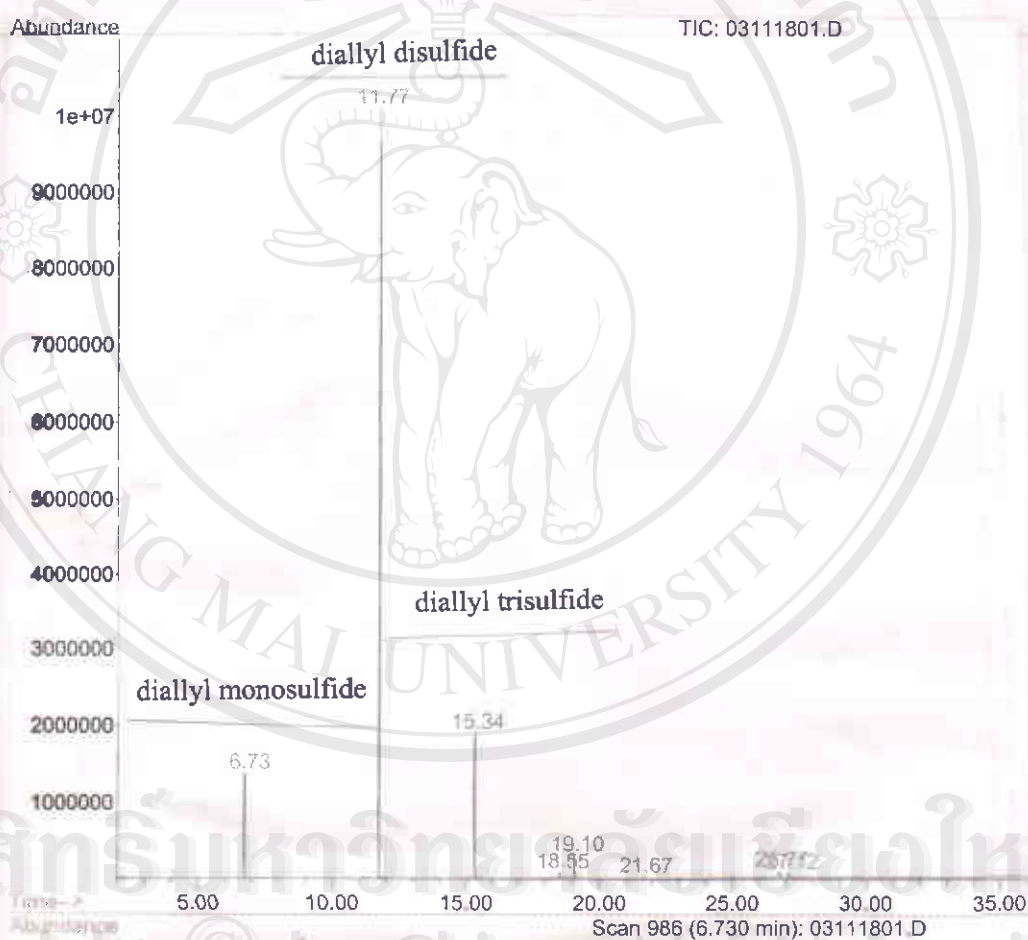 Abundance TIC: 03111801.D
diallyl disulfide
11.77
1e+07
9000000
8000000
7000000
6000000
5000000
4000000
diallyl trisulfide
3000000
diallyl monosulfide
2000000
15.34
6.73
1000000
19.10
18.55
21.67
Time-->
5.00 10.00 15.00 20.00 25.00 30.00 35.00
Abundance
Scan 986 (6.730 min): 03111801.D
CHIANG MAI UNIVERSITY 1964